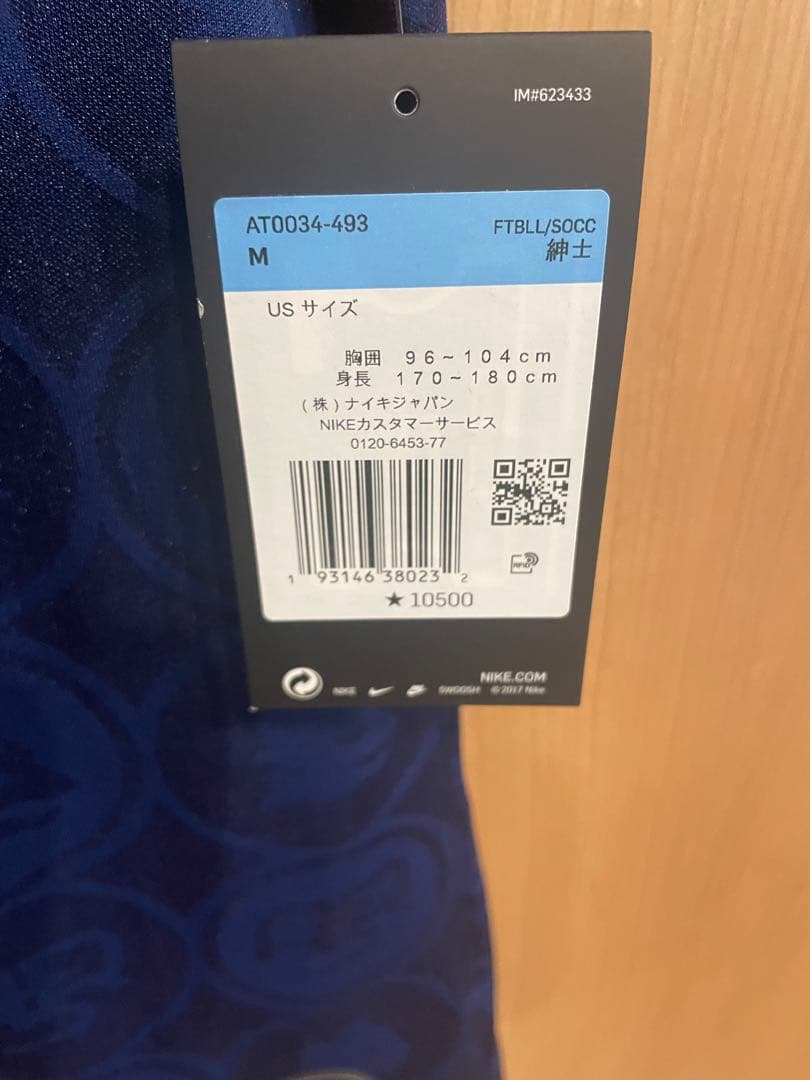 IM#623433
AT0034-493
FTBLL/SOCC
M
紳士
US サイズ
胸囲 96~104cm
身長 170~180cm
(株)ナイキジャパン
NIKEカスタマーサービス
0120-6453-77
1 93146 38023 2
RFID
★10500
NIKE.COM
NIKE SWOOSH © 2017 Nike